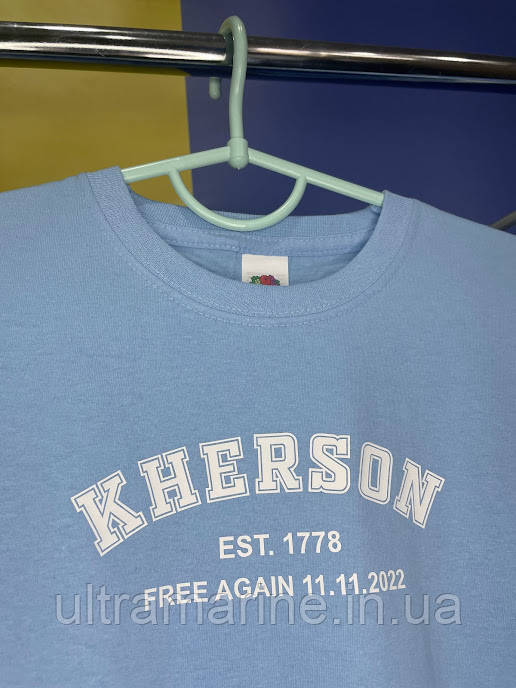 KHERSON
EST. 1778
FREE AGAIN 11.11.2022
ultramarine.in.ua